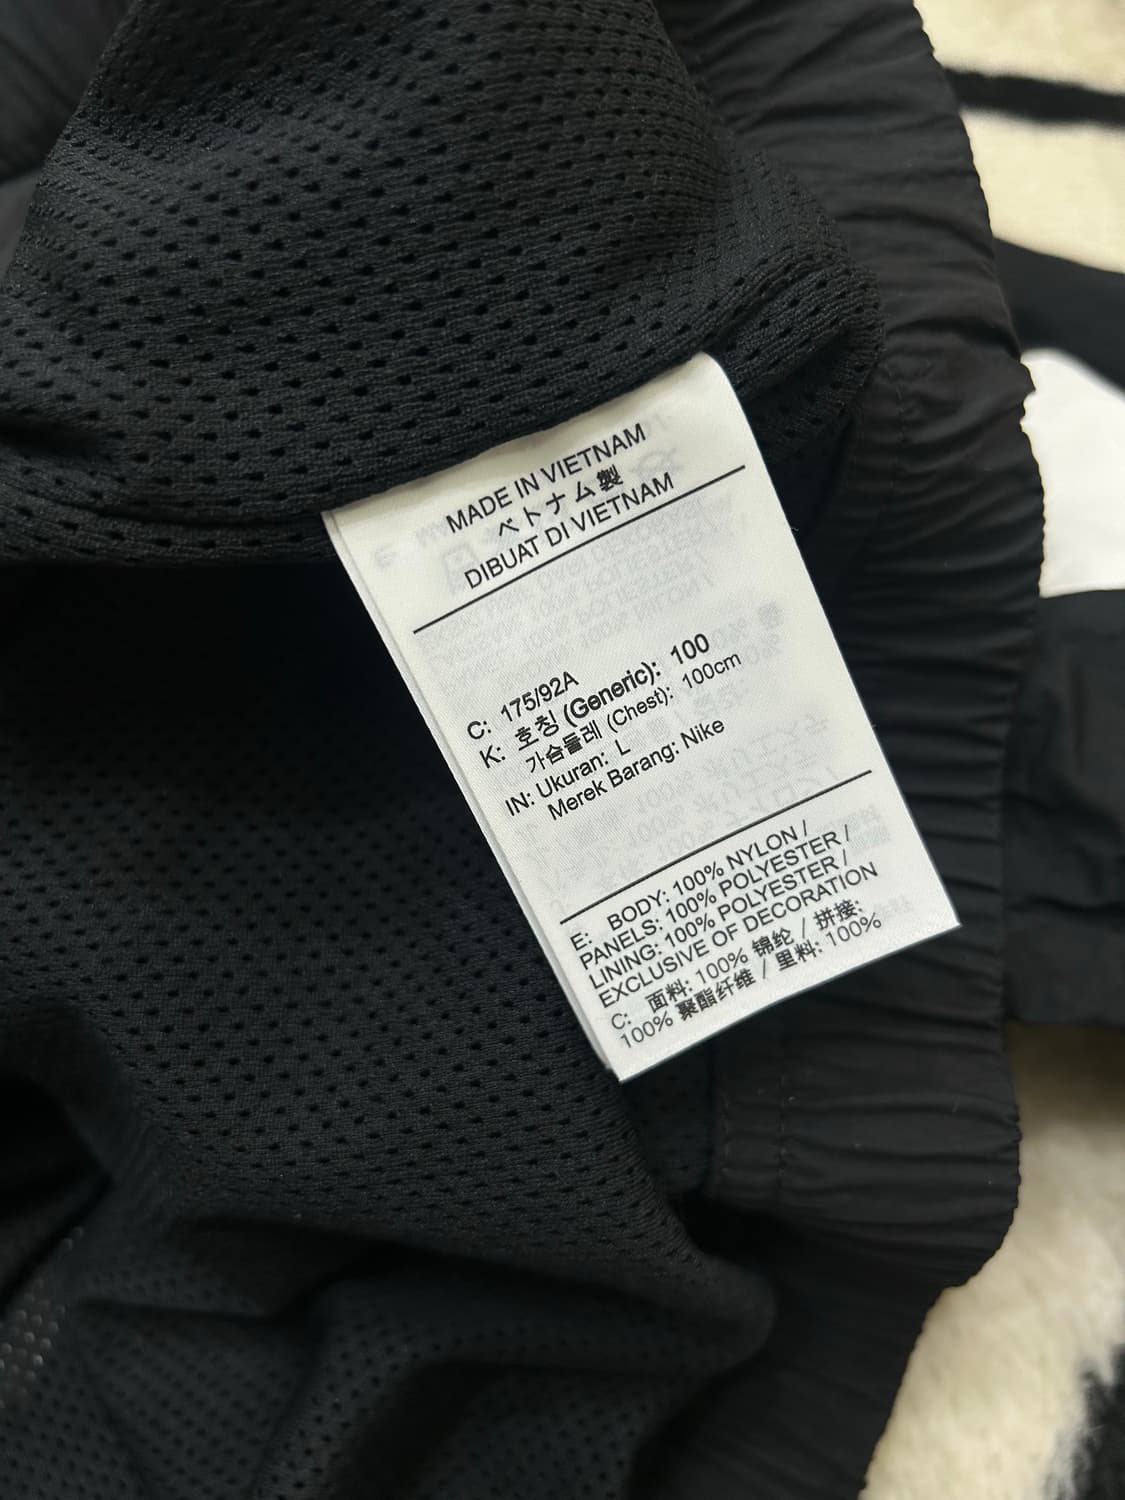 MADE IN VIETNAM
ベトナム製
DIBUAT DI VIETNAM
C: 175/92A
K: 호칭 (Generic): 100
가슴둘레 (Chest): 100cm
IN: Ukuran: L
Merek Barang: Nike
E: BODY: 100% NYLON /
PANELS: 100% POLYESTER /
LINING: 100% POLYESTER /
EXCLUSIVE OF DECORATION
C: 面料: 100% 锦纶 / 拼接:
100% 聚酯纤维 / 里料: 100%